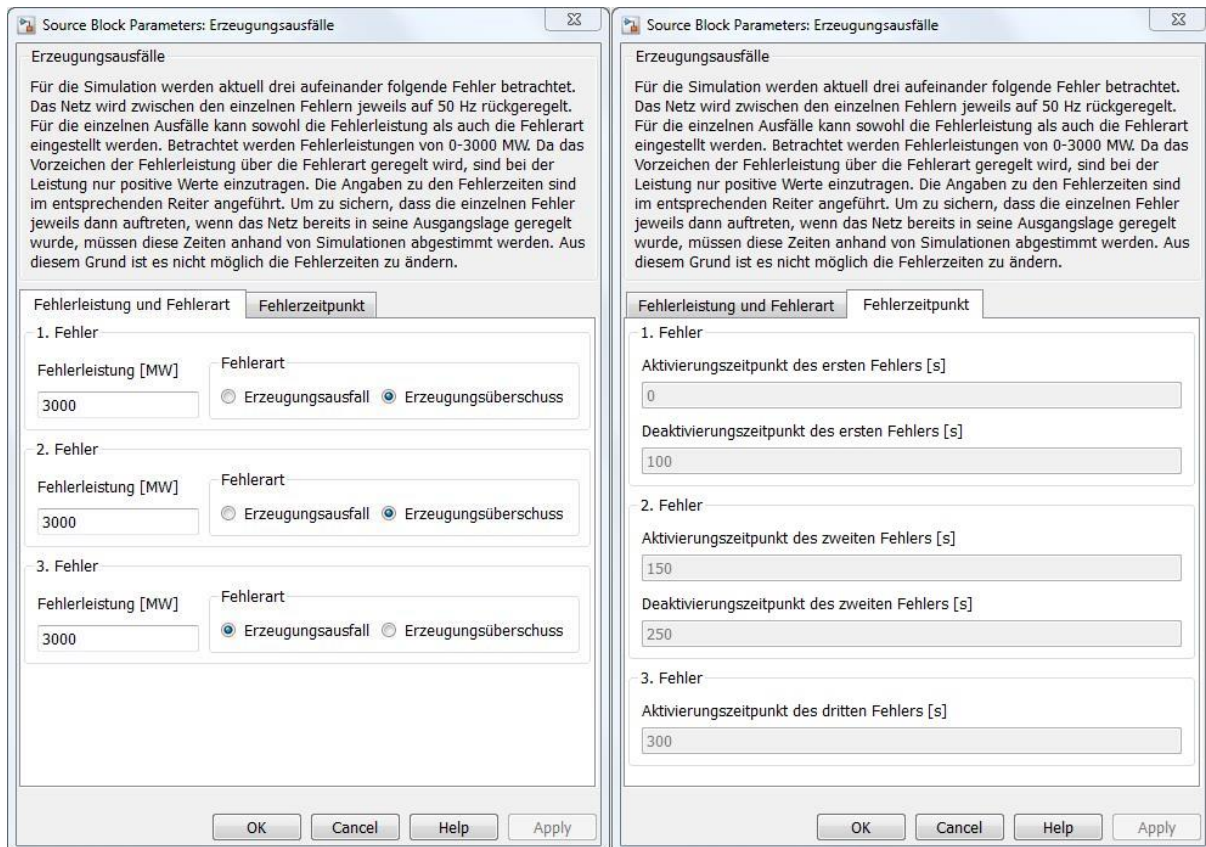 Source Block Parameters: Erzeugungsausfälle
Erzeugungsausfälle
Für die Simulation werden aktuell drei aufeinander folgende Fehler betrachtet.
Das Netz wird zwischen den einzelnen Fehlern jeweils auf 50 Hz rückgeregelt.
Für die einzelnen Ausfälle kann sowohl die Fehlerleistung als auch die Fehlerart
eingestellt werden. Betrachtet werden Fehlerleistungen von 0-3000 MW. Da das
Vorzeichen der Fehlerleistung über die Fehlerart geregelt wird, sind bei der
Leistung nur positive Werte einzutragen. Die Angaben zu den Fehlerzeiten sind
im entsprechenden Reiter angeführt. Um zu sichern, dass die einzelnen Fehler
jeweils dann auftreten, wenn das Netz bereits in seine Ausgangslage geregelt
wurde, müssen diese Zeiten anhand von Simulationen abgestimmt werden. Aus
diesem Grund ist es nicht möglich die Fehlerzeiten zu ändern.
Fehlerleistung und Fehlerart Fehlerzeitpunkt
1. Fehler
Fehlerleistung [MW]
3000
Fehlerart
Erzeugungsausfall Erzeugungsüberschuss
2. Fehler
Fehlerleistung [MW]
3000
Fehlerart
Erzeugungsausfall Erzeugungsüberschuss
3. Fehler
Fehlerleistung [MW]
3000
Fehlerart
Erzeugungsausfall Erzeugungsüberschuss
OK Cancel Help Apply
Source Block Parameters: Erzeugungsausfälle
Erzeugungsausfälle
Für die Simulation werden aktuell drei aufeinander folgende Fehler betrachtet.
Das Netz wird zwischen den einzelnen Fehlern jeweils auf 50 Hz rückgeregelt.
Für die einzelnen Ausfälle kann sowohl die Fehlerleistung als auch die Fehlerart
eingestellt werden. Betrachtet werden Fehlerleistungen von 0-3000 MW. Da das
Vorzeichen der Fehlerleistung über die Fehlerart geregelt wird, sind bei der
Leistung nur positive Werte einzutragen. Die Angaben zu den Fehlerzeiten sind
im entsprechenden Reiter angeführt. Um zu sichern, dass die einzelnen Fehler
jeweils dann auftreten, wenn das Netz bereits in seine Ausgangslage geregelt
wurde, müssen diese Zeiten anhand von Simulationen abgestimmt werden. Aus
diesem Grund ist es nicht möglich die Fehlerzeiten zu ändern.
Fehlerleistung und Fehlerart Fehlerzeitpunkt
1. Fehler
Aktivierungszeitpunkt des ersten Fehlers [s]
0
Deaktivierungszeitpunkt des ersten Fehlers [s]
100
2. Fehler
Aktivierungszeitpunkt des zweiten Fehlers [s]
150
Deaktivierungszeitpunkt des zweiten Fehlers [s]
250
3. Fehler
Aktivierungszeitpunkt des dritten Fehlers [s]
300
OK Cancel Help Apply